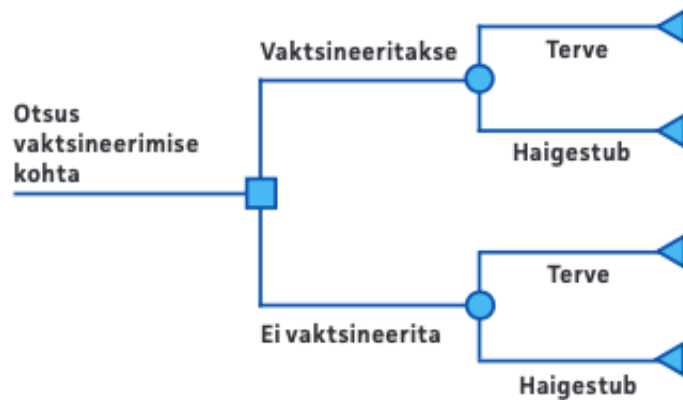 Vaktsineeritakse
Terve
Otsus
vaktsineerimise
kohta
Haigestub
Terve
Ei vaktsineerita
Haigestub